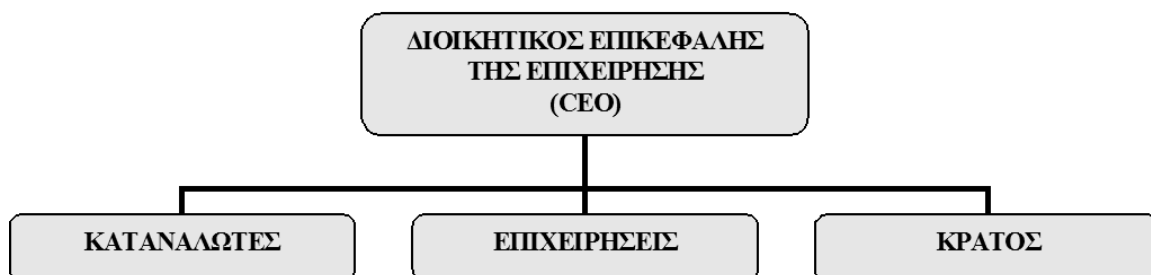 ΔΙΟΙΚΗΤΙΚΟΣ ΕΠΙΚΕΦΑΛΗΣ
ΤΗΣ ΕΠΙΧΕΙΡΗΣΗΣ
(CEO)
ΚΑΤΑΝΑΛΩΤΕΣ
ΕΠΙΧΕΙΡΗΣΕΙΣ
ΚΡΑΤΟΣ